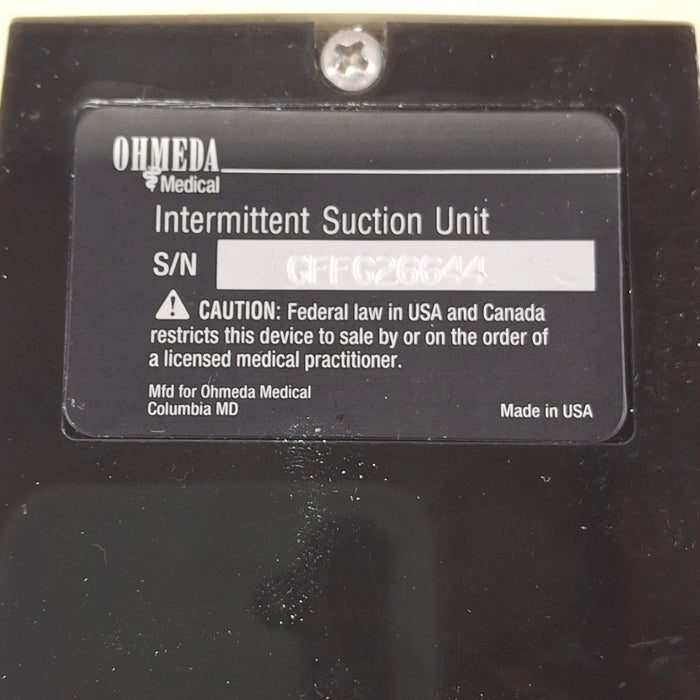 OHMEDA
Medical
Intermittent Suction Unit
S/N GFFG26644
⚠ CAUTION: Federal law in USA and Canada
restricts this device to sale by or on the order of
a licensed medical practitioner.
Mfd for Ohmeda Medical
Columbia MD
Made in USA